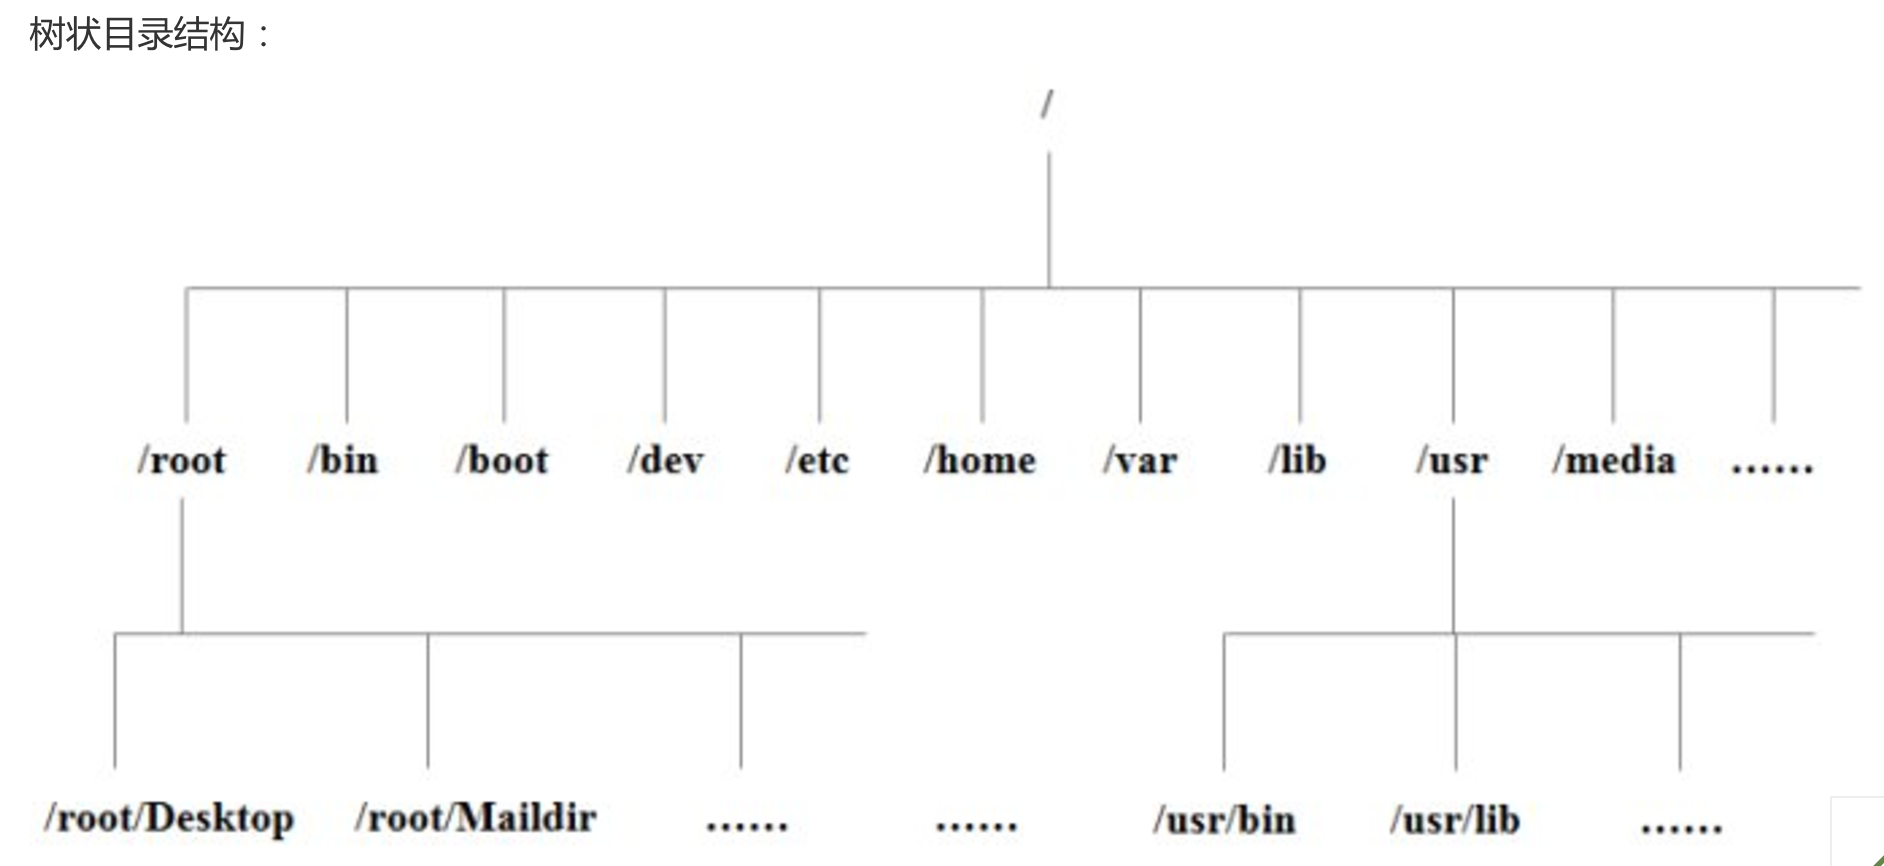 树状目录结构：
/
/root /bin /boot /dev /etc /home /var /lib /usr /media ……
/root/Desktop /root/Maildir …… …… /usr/bin /usr/lib ……